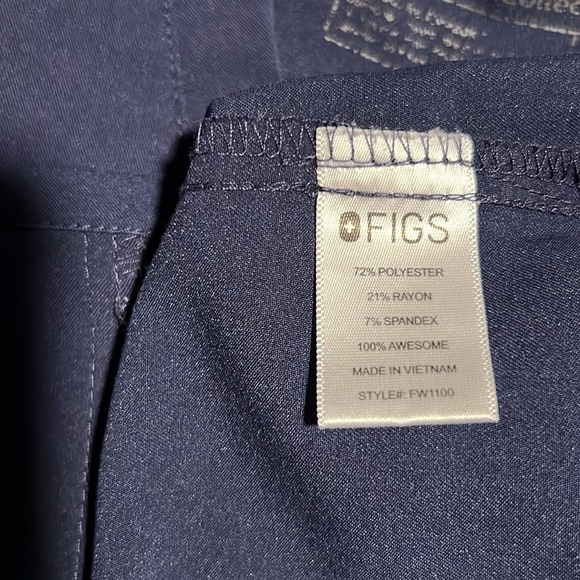 FIGS
72% POLYESTER
21% RAYON
7% SPANDEX
100% AWESOME
MADE IN VIETNAM
STYLE#: FW1100